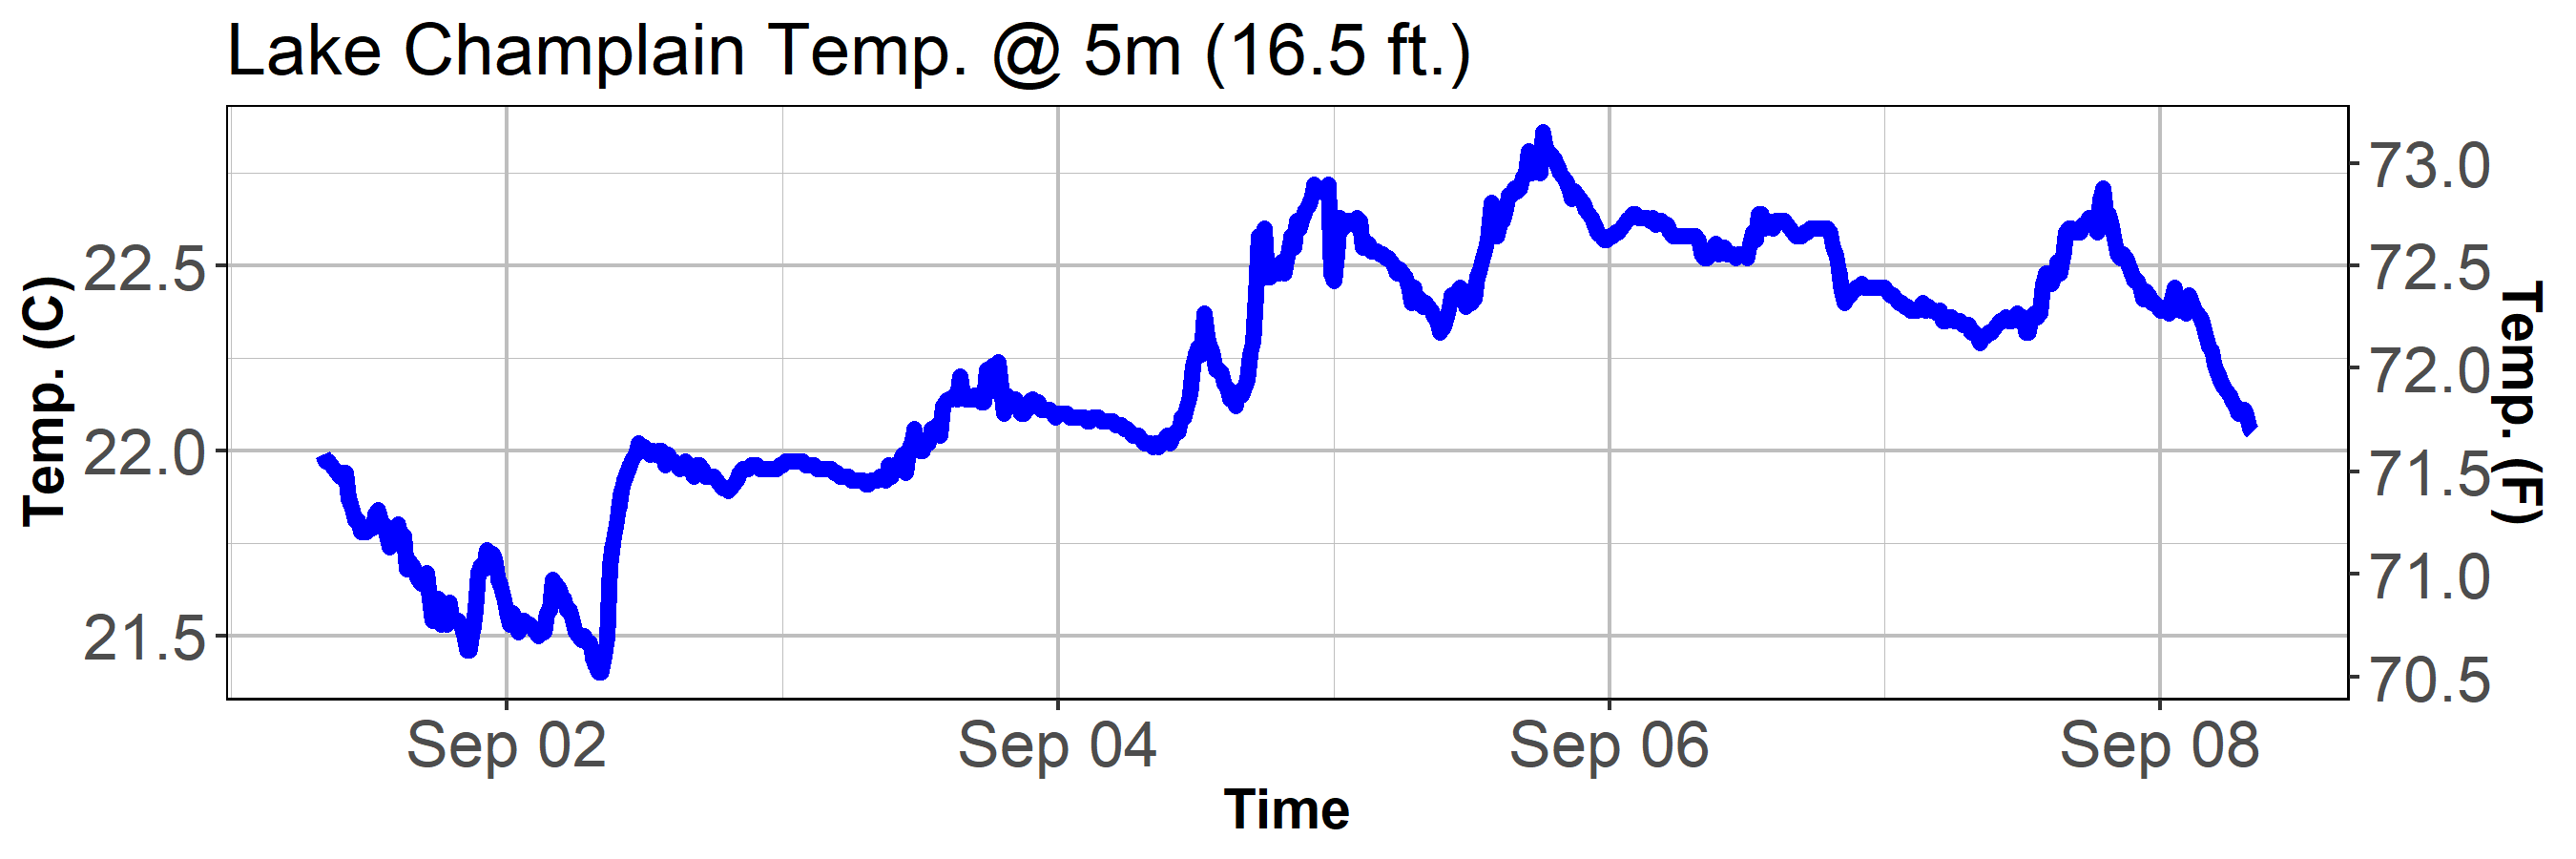 Lake Champlain Temp. @ 5m (16.5 ft.)
Temp. (C)
22.5
22.0
21.5
73.0
72.5
72.0
71.5
71.0
70.5
Temp. (F)
Sep 02
Sep 04
Sep 06
Sep 08
Time